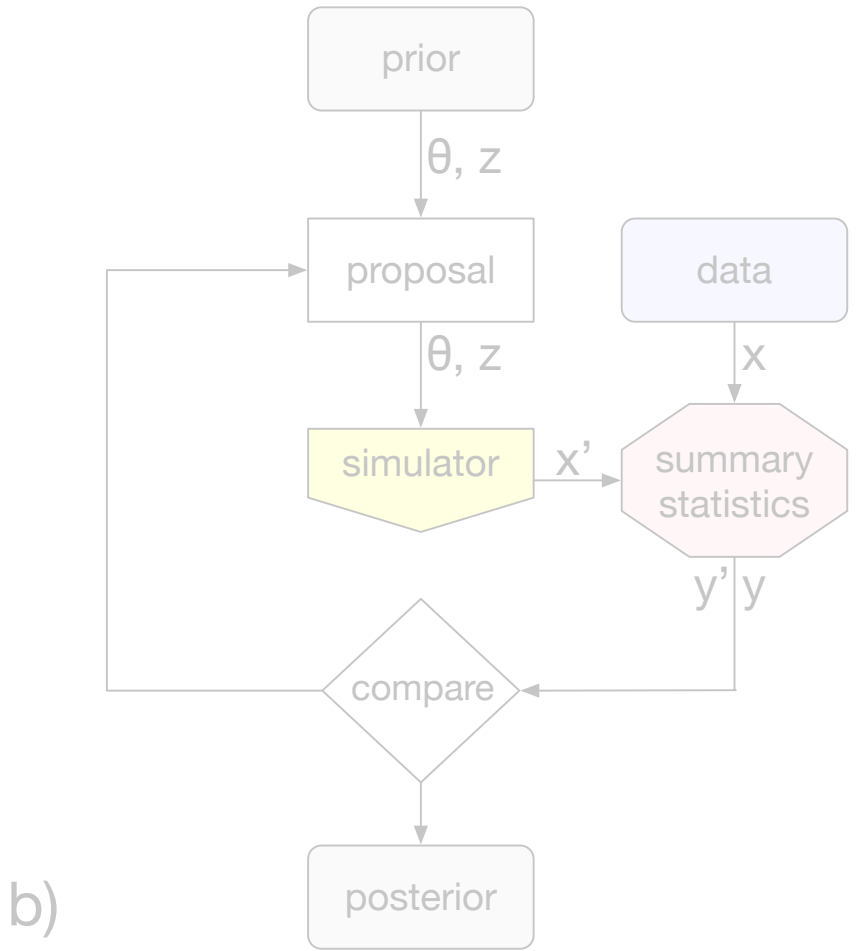 prior
θ, z
proposal
data
θ, z
x
simulator
x’
summary
statistics
y’ y
compare
posterior
b)